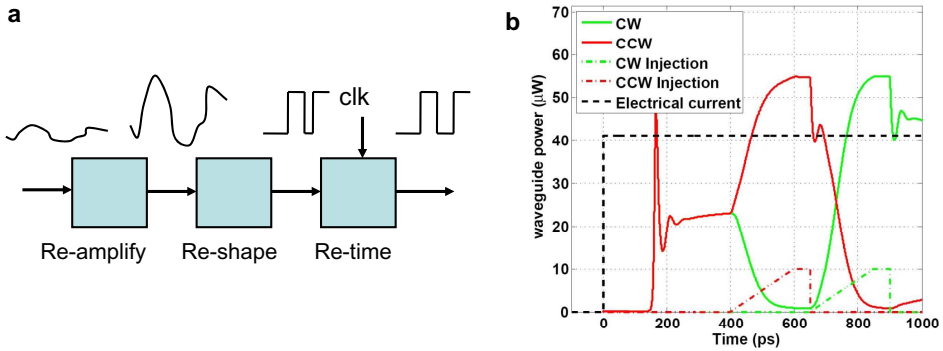 a
clk
Re-amplify
Re-shape
Re-time
b
70
60
50
40
30
20
10
0
waveguide power (µW)
CW
CCW
CW Injection
CCW Injection
Electrical current
0
200
400
600
800
1000
Time (ps)